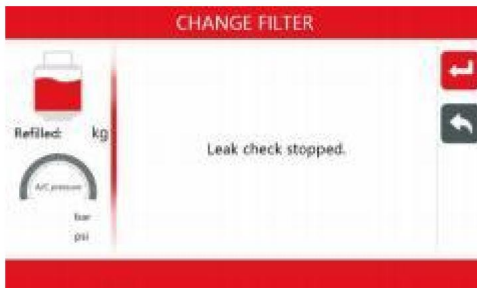 CHANGE FILTER
Refilled: kg
A/C pressure
bar
psi
Leak check stopped.